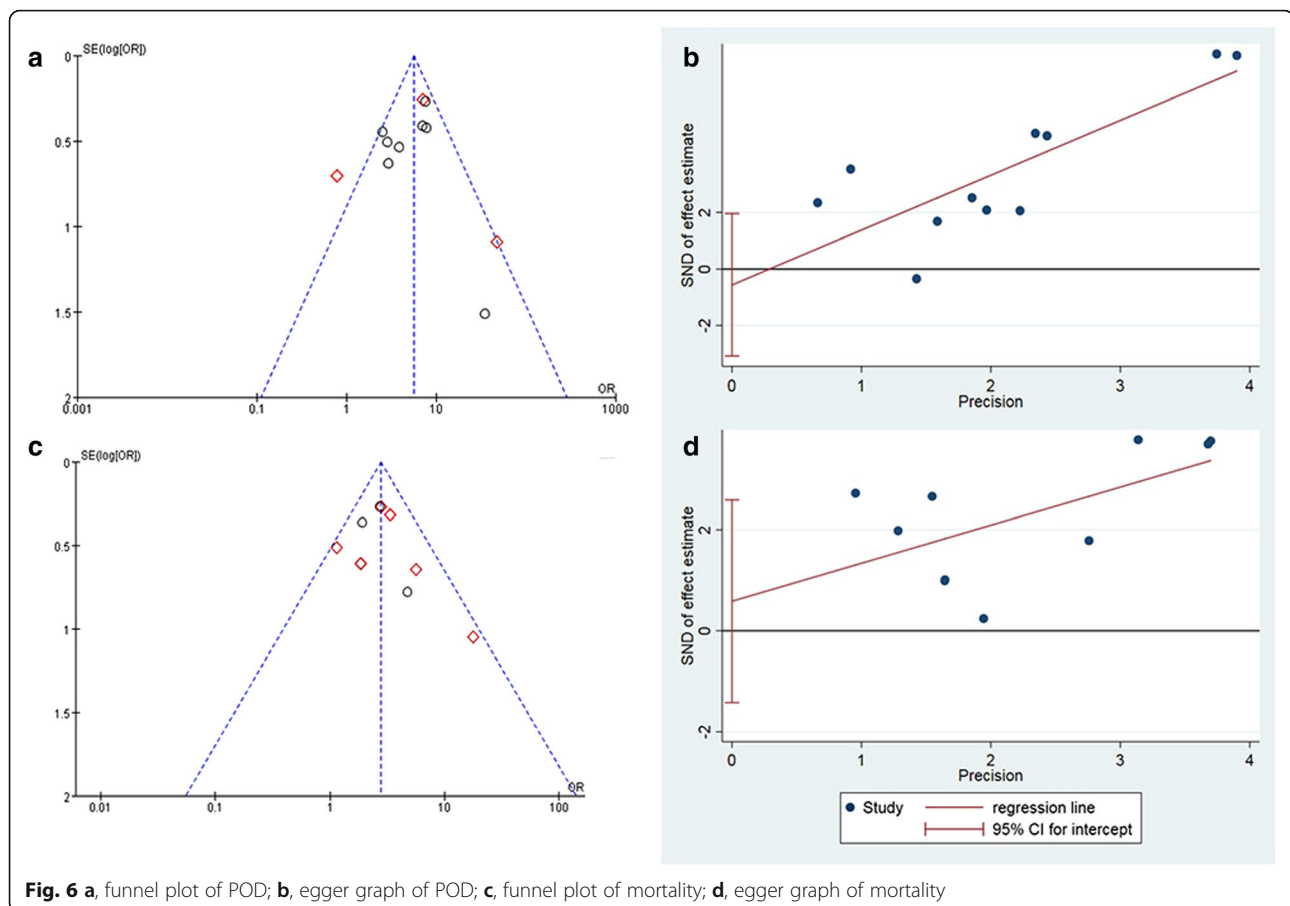 a
SE(log[OR])
0
0.5
1
1.5
2
0.001
0.1
1
10
1000
OR
b
SND of effect estimate
2
0
-2
0
1
2
3
4
Precision
c
SE(log[OR])
0
0.5
1
1.5
2
0.01
0.1
1
10
100
OR
d
SND of effect estimate
2
0
-2
0
1
2
3
4
Precision
Study
regression line
95% CI for intercept
Fig. 6 a, funnel plot of POD; b, egger graph of POD; c, funnel plot of mortality; d, egger graph of mortality